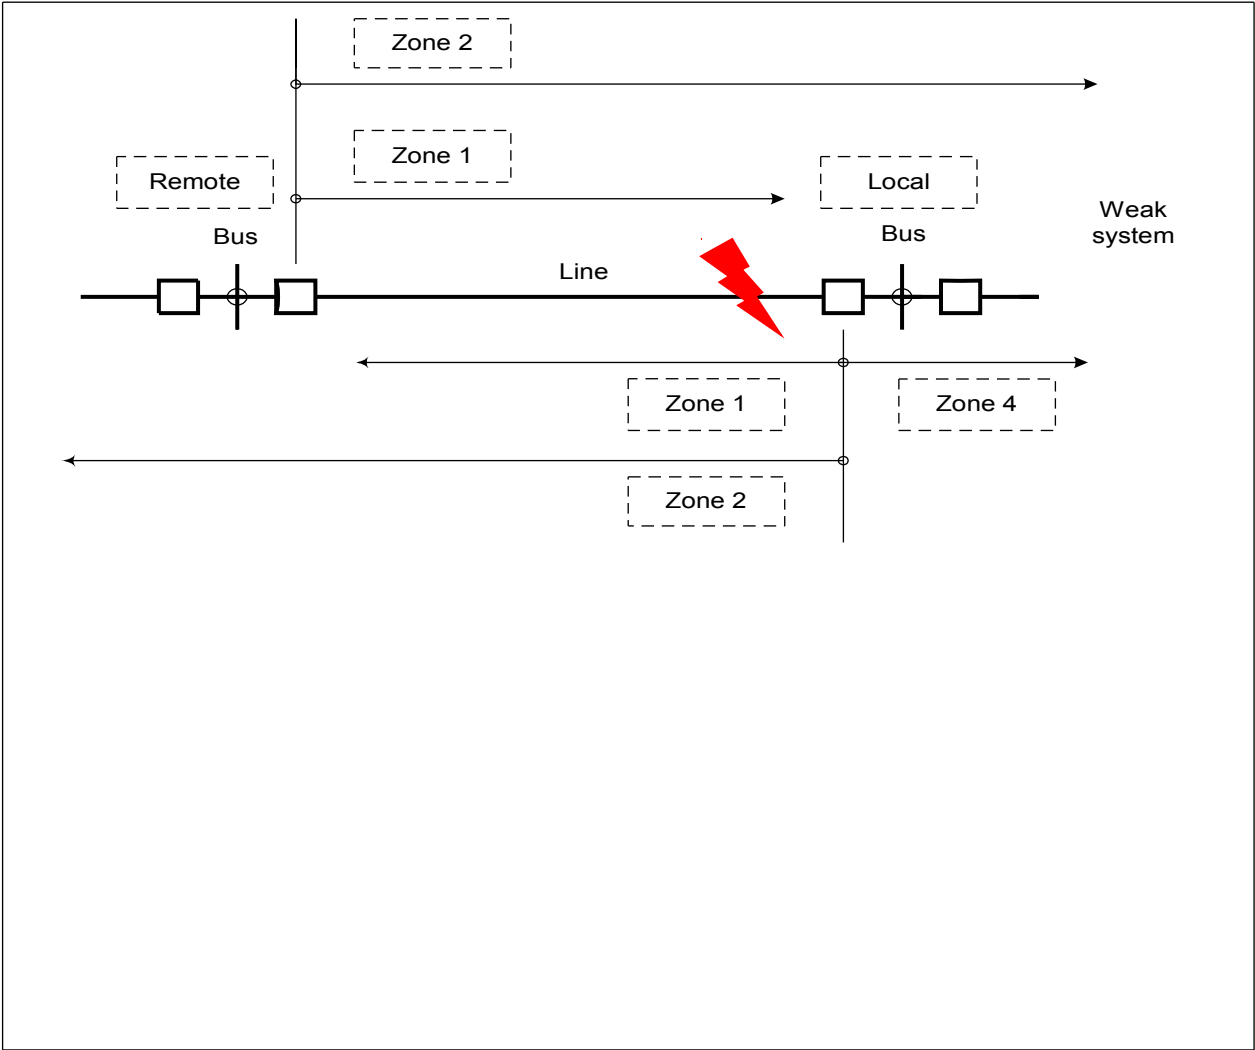 Zone 2
Zone 1
Remote
Local
Weak
system
Bus
Bus
Line
Zone 1
Zone 4
Zone 2